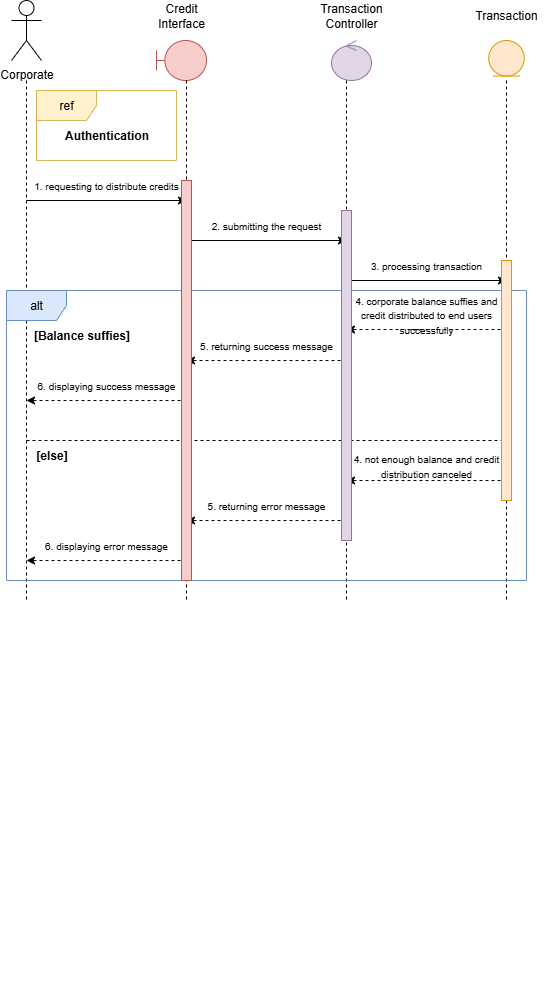 Credit
Interface
Transaction
Controller
Transaction
Corporate
ref
Authentication
1. requesting to distribute credits
2. submitting the request
3. processing transaction
alt
4. corporate balance suffies and
credit distributed to end users
successfully
[Balance suffies]
5. returning success message
6. displaying success message
[else]
4. not enough balance and credit
distribution canceled
5. returning error message
6. displaying error message